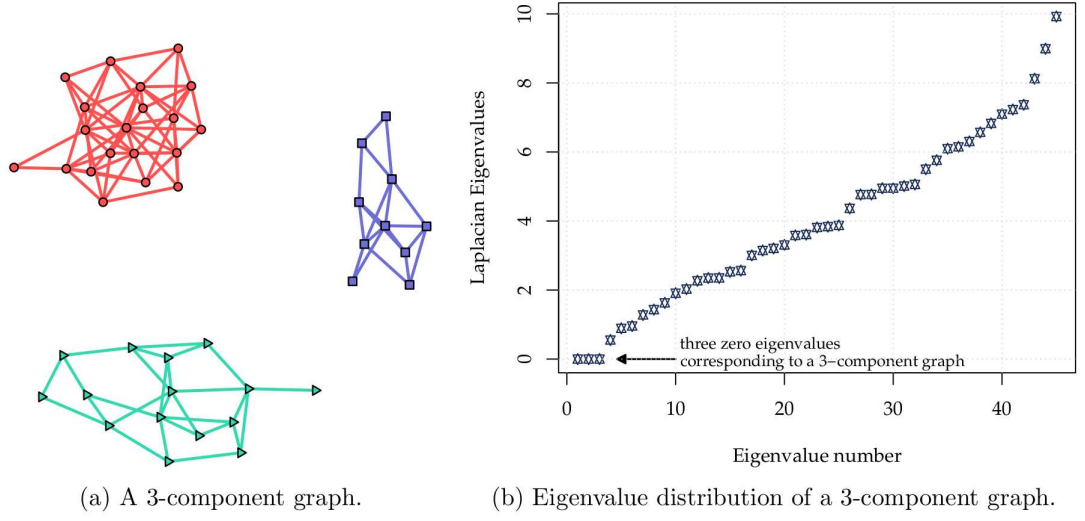 10
8
6
4
2
0
Laplacian Eigenvalues
three zero eigenvalues
corresponding to a 3−component graph
0 10 20 30 40
Eigenvalue number
(a) A 3-component graph.
(b) Eigenvalue distribution of a 3-component graph.